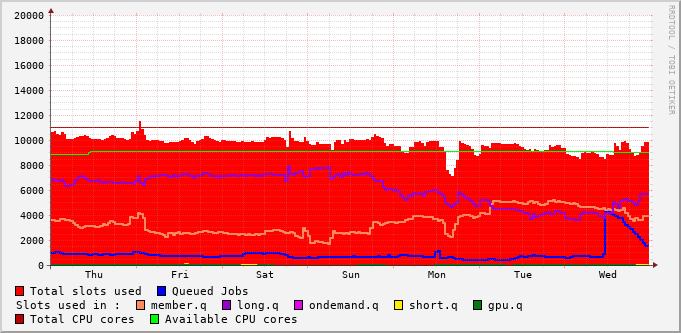 20000
18000
16000
14000
12000
10000
8000
6000
4000
2000
0
Thu Fri Sat Sun Mon Tue Wed
RRDTOOL / TOBI OETIKER
Total slots used Queued Jobs
Slots used in : member.q long.q ondemand.q short.q gpu.q
Total CPU cores Available CPU cores